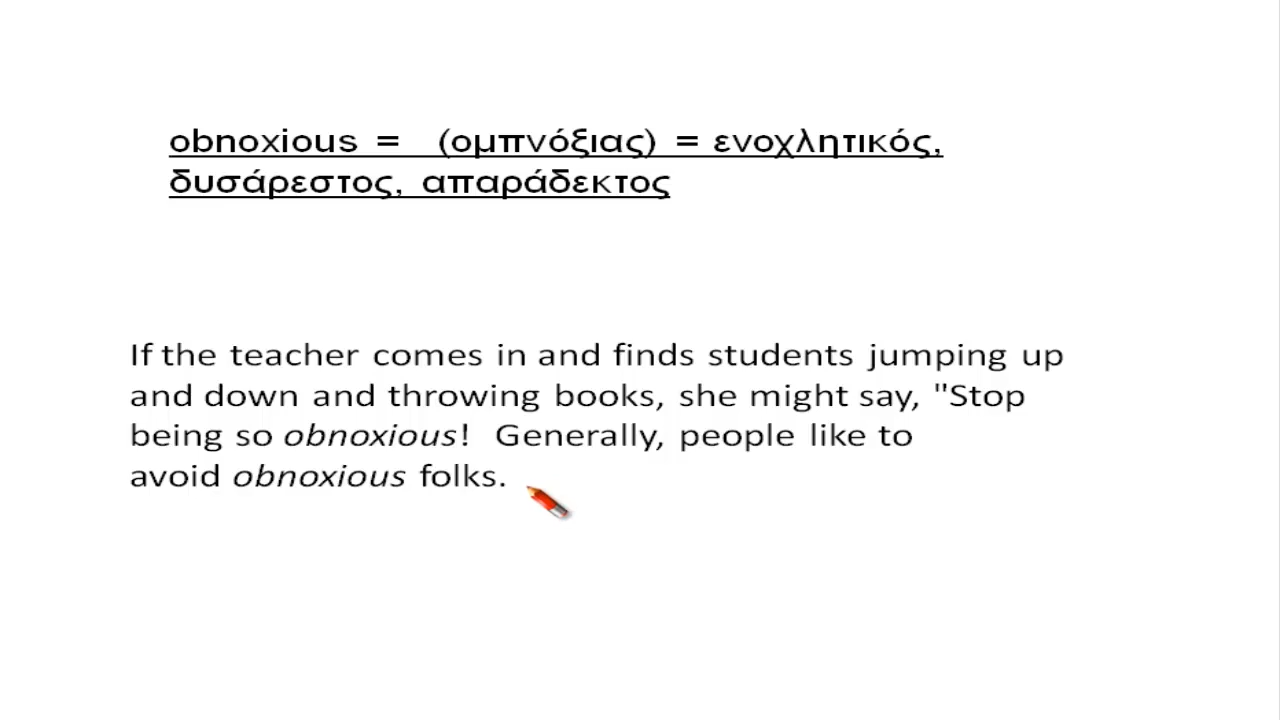 obnoxious = (ομπνόξιας) = ενοχλητικός,
δυσάρεστος, απαράδεκτος
If the teacher comes in and finds students jumping up
and down and throwing books, she might say, "Stop
being so obnoxious! Generally, people like to
avoid obnoxious folks.